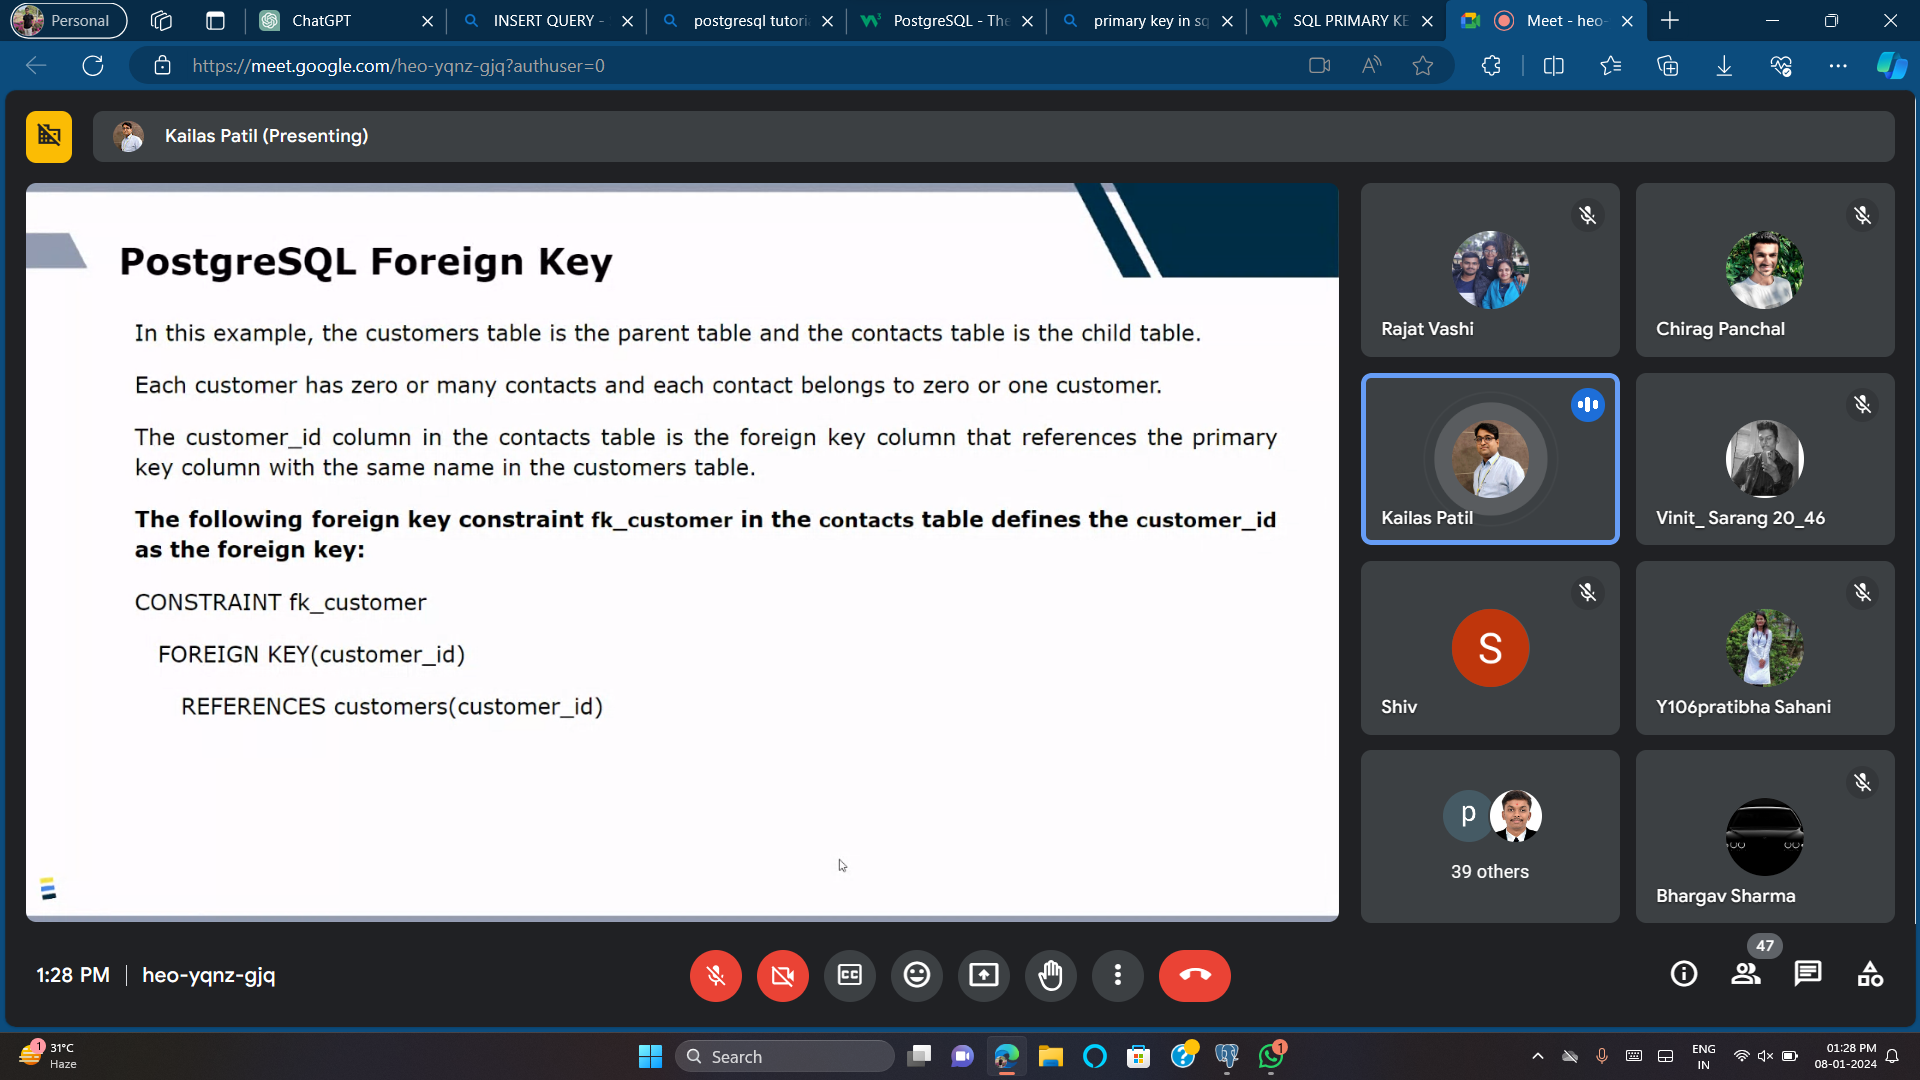 Personal
ChatGPT
INSERT QUERY -
postgresql tutori
PostgreSQL - The
primary key in sq
SQL PRIMARY KE
Meet - heo-
https://meet.google.com/heo-yqnz-gjq?authuser=0
Kailas Patil (Presenting)
PostgreSQL Foreign Key
In this example, the customers table is the parent table and the contacts table is the child table.
Each customer has zero or many contacts and each contact belongs to zero or one customer.
The customer_id column in the contacts table is the foreign key column that references the primary
key column with the same name in the customers table.
The following foreign key constraint fk_customer in the contacts table defines the customer_id
as the foreign key:
CONSTRAINT fk_customer
FOREIGN KEY(customer_id)
REFERENCES customers(customer_id)
Rajat Vashi
Chirag Panchal
Kailas Patil
Vinit_ Sarang 20_46
S
Shiv
Y106pratibha Sahani
p
39 others
Bhargav Sharma
1:28 PM
heo-yqnz-gjq
CC
47
1
31°C
Haze
Search
1
ENG
IN
01:28 PM
08-01-2024